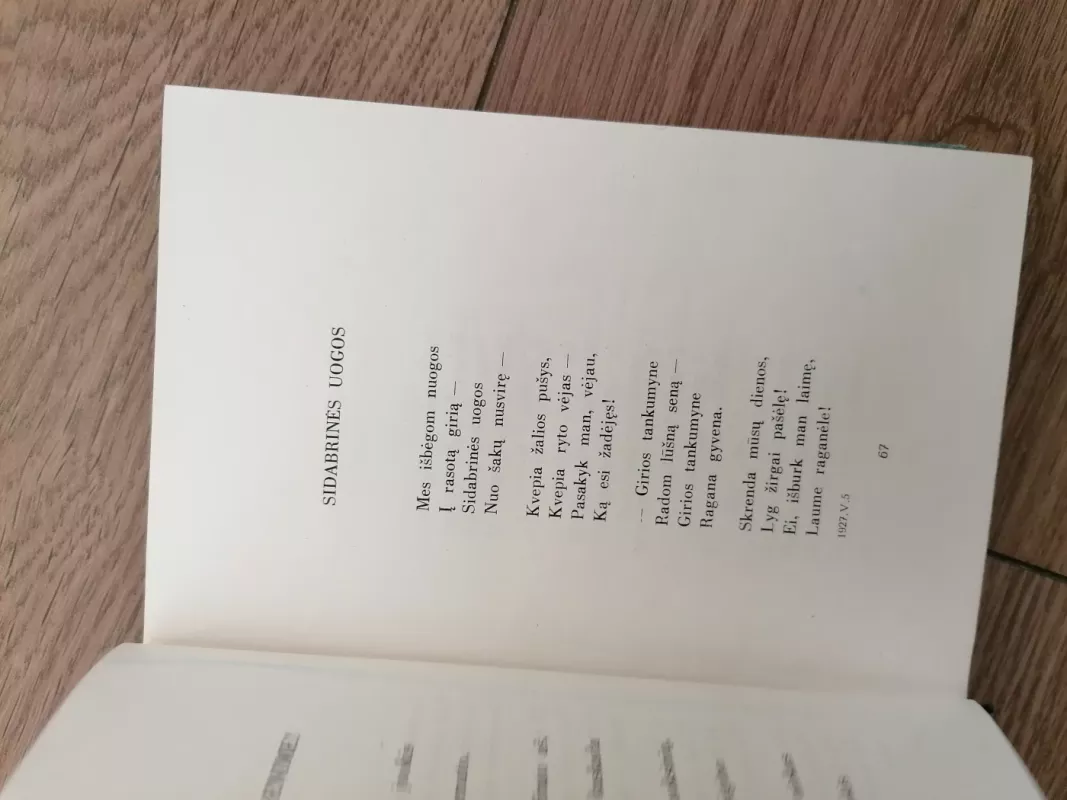 SIDABRINĖS UOGOS
Mes išbėgom nuogos
Į rasotą girią —
Sidabrinės uogos
Nuo šakų nusvirę —
Kvepia žalios pušys,
Kvepia ryto vėjas —
Pasakyk man, vėjau,
Ką esi žadėjęs!
— Girios tankumyne
Radom lūšną seną —
Girios tankumyne
Ragana gyvena.
Skrenda mūsų dienos,
Lyg žirgai pašėlę!
Ei, išburk man laimę,
Laume raganėle!
1927.V.5
67